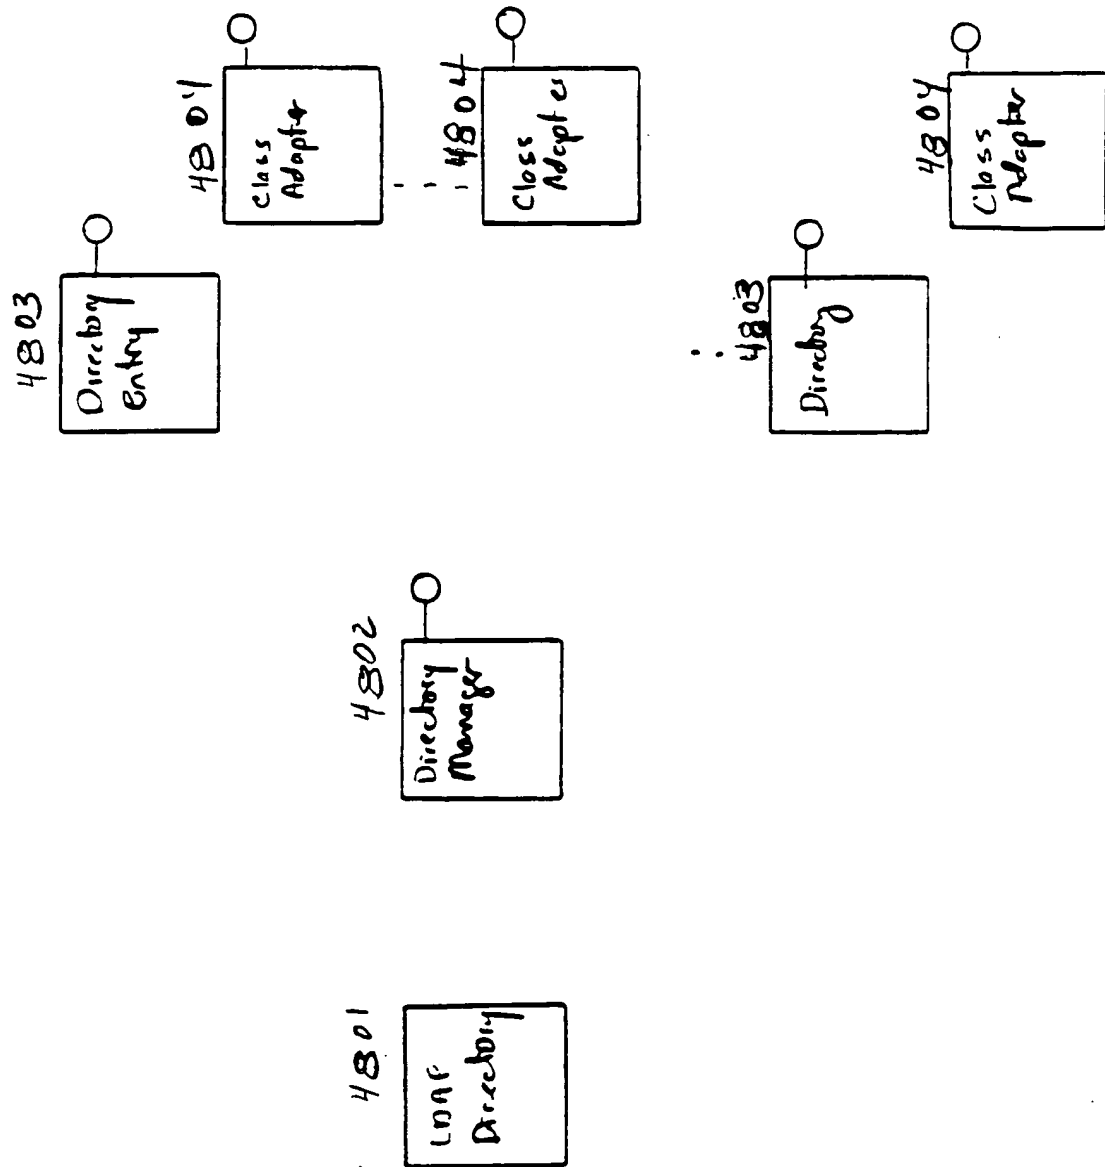 4801
LDAP
Directory
4802
Directory
Manager
4803
Directory
Entry
4804
Class
Adapter
4804
Class
Adapter
4803
Directory
4804
Class
Adapter